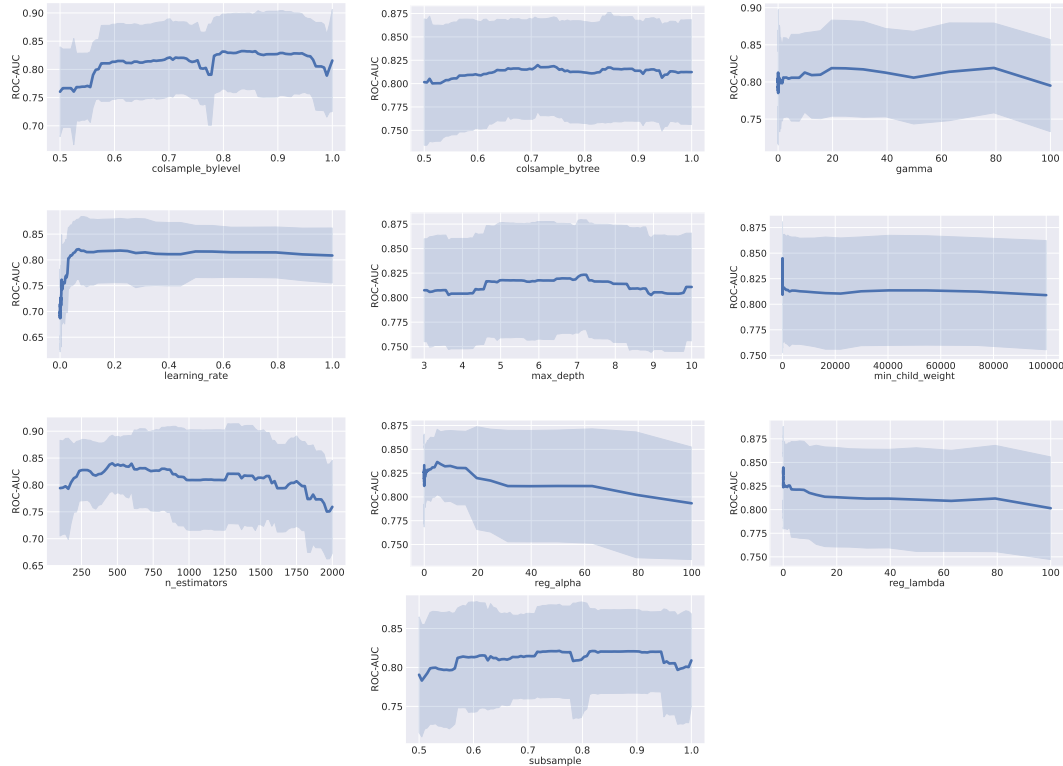 0.90
0.85
0.80
0.75
0.70
ROC-AUC
0.5 0.6 0.7 0.8 0.9 1.0
colsample_bylevel
0.875
0.850
0.825
0.800
0.775
0.750
ROC-AUC
0.5 0.6 0.7 0.8 0.9 1.0
colsample_bytree
0.90
0.85
0.80
0.75
ROC-AUC
0 20 40 60 80 100
gamma
0.85
0.80
0.75
0.70
0.65
ROC-AUC
0.0 0.2 0.4 0.6 0.8 1.0
learning_rate
0.875
0.850
0.825
0.800
0.775
0.750
ROC-AUC
3 4 5 6 7 8 9 10
max_depth
0.875
0.850
0.825
0.800
0.775
0.750
ROC-AUC
0 20000 40000 60000 80000 100000
min_child_weight
0.90
0.85
0.80
0.75
0.70
0.65
ROC-AUC
250 500 750 1000 1250 1500 1750 2000
n_estimators
0.875
0.850
0.825
0.800
0.775
0.750
ROC-AUC
0 20 40 60 80 100
reg_alpha
0.875
0.850
0.825
0.800
0.775
0.750
ROC-AUC
0 20 40 60 80 100
reg_lambda
0.85
0.80
0.75
ROC-AUC
0.5 0.6 0.7 0.8 0.9 1.0
subsample